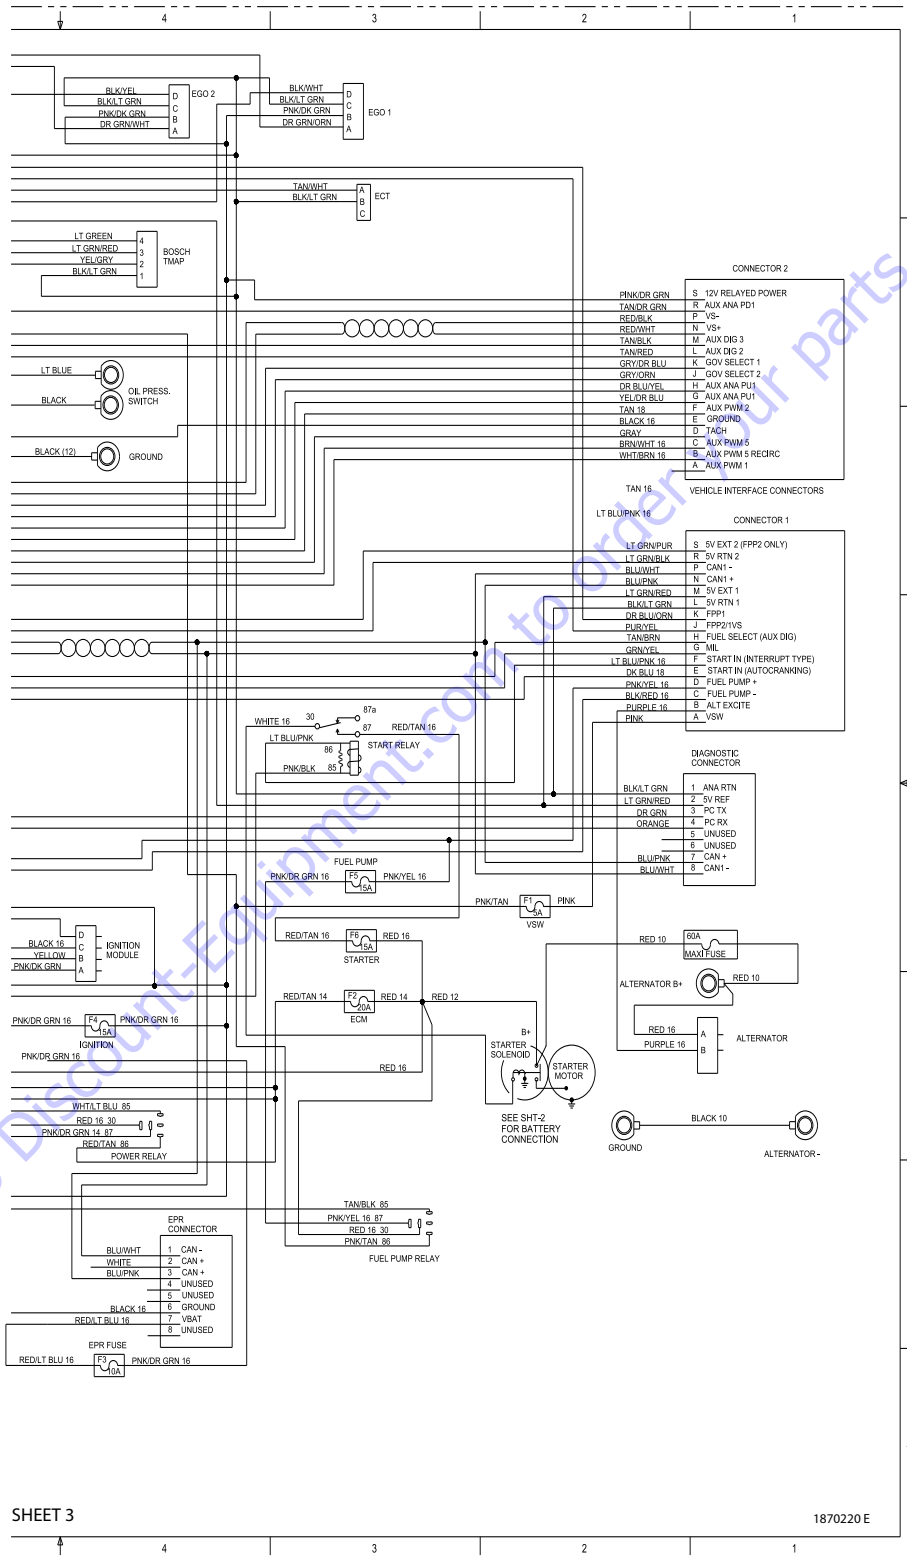 4 3 2 1
BLK/YEL
BLK/LT GRN
PNK/DK GRN
DR GRN/WHT
D
C
B
A
EGO 2
BLK/WHT
BLK/LT GRN
PNK/DK GRN
DR GRN/ORN
D
C
B
A
EGO 1
TAN/WHT
BLK/LT GRN
A
B
C
ECT
LT GREEN
LT GRN/RED
YEL/GRY
BLK/LT GRN
4
3
2
1
BOSCH
TMAP
LT BLUE
BLACK
OIL PRESS.
SWITCH
BLACK (12)
GROUND
CONNECTOR 2
PINK/DR GRN S 12V RELAYED POWER
TAN/DR GRN R AUX ANA PD1
RED/BLK P VS-
RED/WHT N VS+
TAN/BLK M AUX DIG 3
TAN/RED L AUX DIG 2
GRY/DR BLU K GOV SELECT 1
GRY/ORN J GOV SELECT 2
DR BLU/YEL H AUX ANA PU1
YEL/DR BLU G AUX ANA PU1
TAN 18 F AUX PWM 2
BLACK 16 E GROUND
GRAY D TACH
BRN/WHT 16 C AUX PWM 5
WHT/BRN 16 B AUX PWM 5 RECIRC
A AUX PWM 1
TAN 16
VEHICLE INTERFACE CONNECTORS
LT BLU/PNK 16
CONNECTOR 1
LT GRN/PUR S 5V EXT 2 (FPP2 ONLY)
LT GRN/BLK R 5V RTN 2
BLU/WHT P CAN1 -
BLU/PNK N CAN1 +
LT GRN/RED M 5V EXT 1
BLK/LT GRN L 5V RTN 1
DR BLU/ORN K FPP1
PUR/YEL J FPP2/1VS
TAN/BRN H FUEL SELECT (AUX DIG)
GRN/YEL G MIL
LT BLU/PNK 16 F START IN (INTERRUPT TYPE)
DK BLU 18 E START IN (AUTOCRANKING)
PNK/YEL 16 D FUEL PUMP +
BLK/RED 16 C FUEL PUMP -
PURPLE 16 B ALT EXCITE
PINK A VSW
87a
WHITE 16 30 87 RED/TAN 16
LT BLU/PNK 86 START RELAY
PNK/BLK 85
DIAGNOSTIC
CONNECTOR
BLK/LT GRN 1 ANA RTN
LT GRN/RED 2 5V REF
DR GRN 3 PC TX
ORANGE 4 PC RX
5 UNUSED
6 UNUSED
BLU/PNK 7 CAN +
BLU/WHT 8 CAN1 -
FUEL PUMP
PNK/DR GRN 16 F5 15A PNK/YEL 16
PNK/TAN F1 5A PINK
VSW
RED/TAN 16 F6 15A RED 16
STARTER
D
BLACK 16 C
YELLOW B
PNK/DK GRN A
IGNITION
MODULE
RED 10 60A
MAXI FUSE
ALTERNATOR B+ RED 10
RED/TAN 14 F2 20A RED 14 RED 12
ECM
PNK/DR GRN 16 F4 15A PNK/DR GRN 16
IGNITION
B+
STARTER
SOLENOID
STARTER
MOTOR
RED 16 A
PURPLE 16 B
ALTERNATOR
PNK/DR GRN 16
RED 16
WHT/LT BLU 85
RED 16 30
PNK/DR GRN 14 87
RED/TAN 86
POWER RELAY
SEE SHT-2
FOR BATTERY
CONNECTION
BLACK 10
GROUND
ALTERNATOR -
TAN/BLK 85
PNK/YEL 16 87
RED 16 30
PNK/TAN 86
FUEL PUMP RELAY
EPR
CONNECTOR
BLU/WHT 1 CAN -
WHITE 2 CAN +
BLU/PNK 3 CAN +
4 UNUSED
5 UNUSED
BLACK 16 6 GROUND
RED/LT BLU 16 7 VBAT
8 UNUSED
EPR FUSE
RED/LT BLU 16 F3 10A PNK/DR GRN 16
Discount-Equipment.com to order your parts
SHEET 3
1870220 E
4 3 2 1